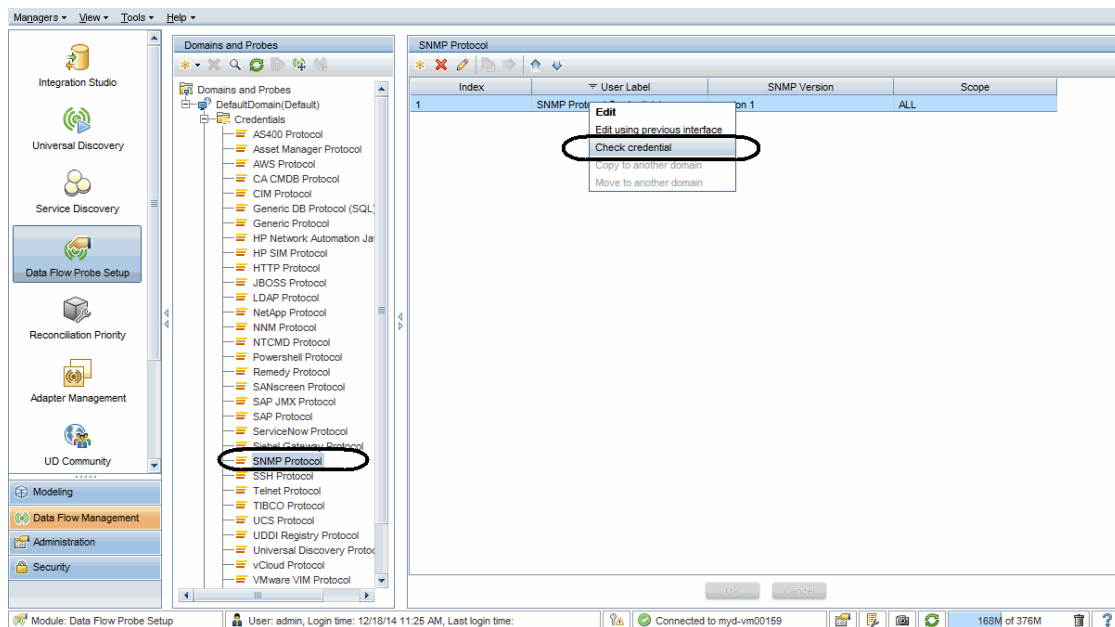 Managers View Tools Help
Integration Studio
Universal Discovery
Service Discovery
Data Flow Probe Setup
Reconciliation Priority
Adapter Management
UD Community
Modeling
Data Flow Management
Administration
Security
Domains and Probes
Domains and Probes
DefaultDomain(Default)
Credentials
AS400 Protocol
Asset Manager Protocol
AWS Protocol
CA CMDB Protocol
CIM Protocol
Generic DB Protocol (SQL)
Generic Protocol
HP Network Automation Ja
HP SIM Protocol
HTTP Protocol
JBOSS Protocol
LDAP Protocol
NetApp Protocol
NNM Protocol
NTCMD Protocol
Powershell Protocol
Remedy Protocol
SANscreen Protocol
SAP JMX Protocol
SAP Protocol
ServiceNow Protocol
Siebel Gateway Protocol
SNMP Protocol
SSH Protocol
Telnet Protocol
TIBCO Protocol
UCS Protocol
UDDI Registry Protocol
Universal Discovery Protoc
vCloud Protocol
VMware VIM Protocol
SNMP Protocol
Index User Label SNMP Version Scope
1 SNMP Proto on 1 ALL
Edit
Edit using previous interface
Check credential
Copy to another domain
Move to another domain
OK Cancel
Module: Data Flow Probe Setup User: admin, Login time: 12/18/14 11:25 AM, Last login time: Connected to myd-vm00159 168M of 376M